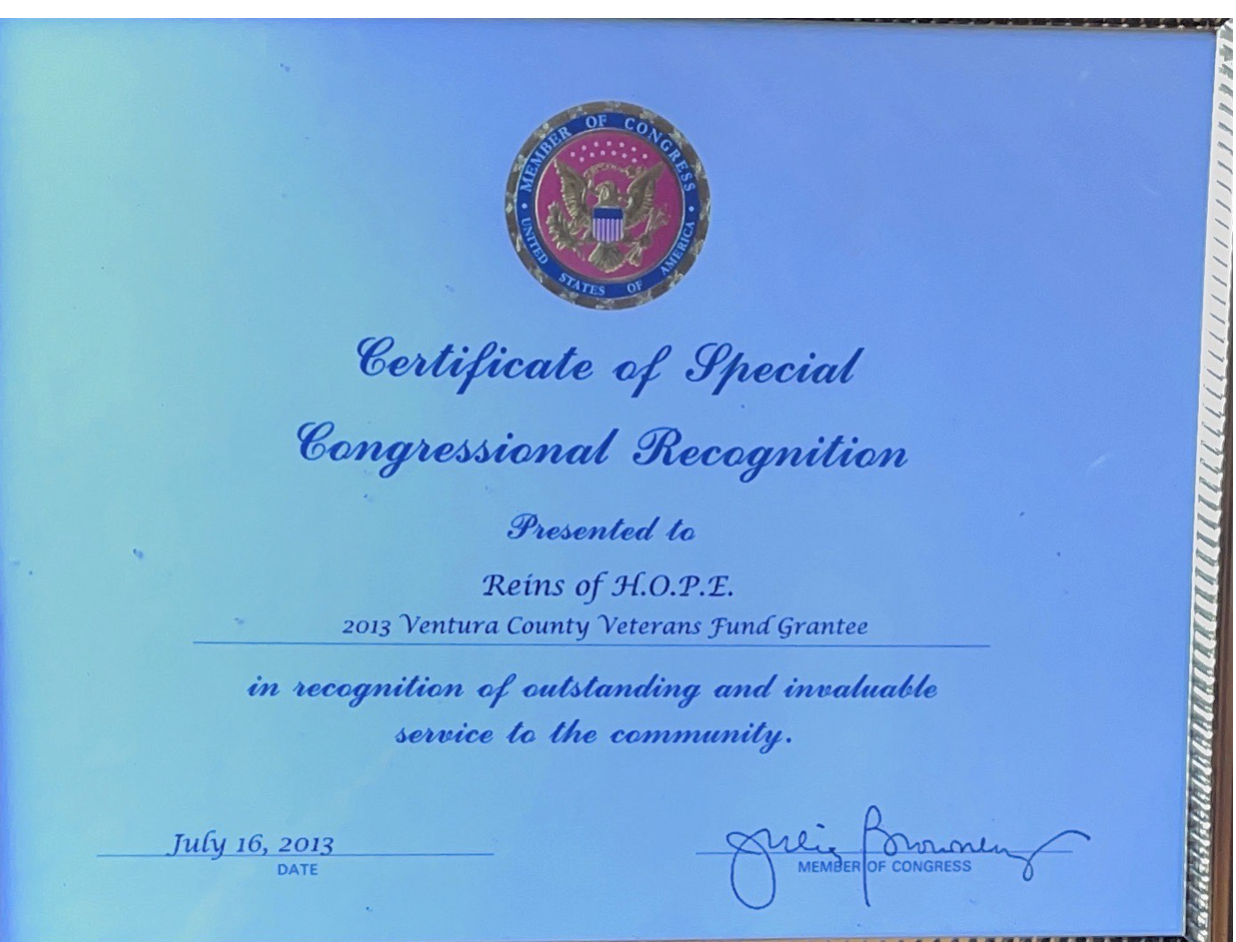 MEMBER OF CONGRESS
UNITED STATES OF AMERICA
Certificate of Special
Congressional Recognition
Presented to
Reins of H.O.P.E.
2013 Ventura County Veterans Fund Grantee
in recognition of outstanding and invaluable
service to the community.
July 16, 2013
DATE
Julia Brownley
MEMBER OF CONGRESS